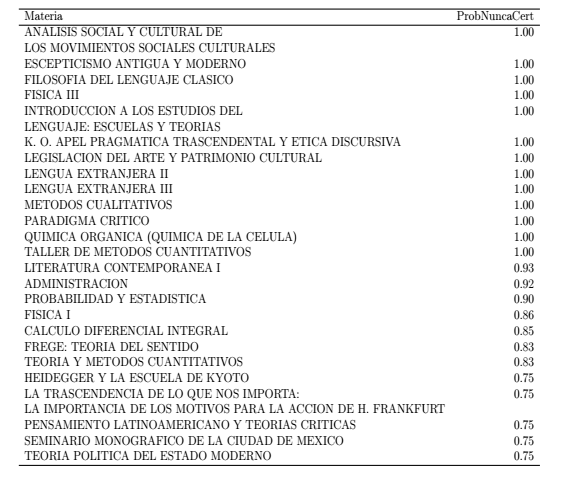 Materia ProbNuncaCert
ANALISIS SOCIAL Y CULTURAL DE 1.00
LOS MOVIMIENTOS SOCIALES CULTURALES
ESCEPTICISMO ANTIGUA Y MODERNO 1.00
FILOSOFIA DEL LENGUAJE CLASICO 1.00
FISICA III 1.00
INTRODUCCION A LOS ESTUDIOS DEL 1.00
LENGUAJE: ESCUELAS Y TEORIAS
K. O. APEL PRAGMATICA TRASCENDENTAL Y ETICA DISCURSIVA 1.00
LEGISLACION DEL ARTE Y PATRIMONIO CULTURAL 1.00
LENGUA EXTRANJERA II 1.00
LENGUA EXTRANJERA III 1.00
METODOS CUALITATIVOS 1.00
PARADIGMA CRITICO 1.00
QUIMICA ORGANICA (QUIMICA DE LA CELULA) 1.00
TALLER DE METODOS CUANTITATIVOS 1.00
LITERATURA CONTEMPORANEA I 0.93
ADMINISTRACION 0.92
PROBABILIDAD Y ESTADISTICA 0.90
FISICA I 0.86
CALCULO DIFERENCIAL INTEGRAL 0.85
FREGE: TEORIA DEL SENTIDO 0.83
TEORIA Y METODOS CUANTITATIVOS 0.83
HEIDEGGER Y LA ESCUELA DE KYOTO 0.75
LA TRASCENDENCIA DE LO QUE NOS IMPORTA: 0.75
LA IMPORTANCIA DE LOS MOTIVOS PARA LA ACCION DE H. FRANKFURT
PENSAMIENTO LATINOAMERICANO Y TEORIAS CRITICAS 0.75
SEMINARIO MONOGRAFICO DE LA CIUDAD DE MEXICO 0.75
TEORIA POLITICA DEL ESTADO MODERNO 0.75